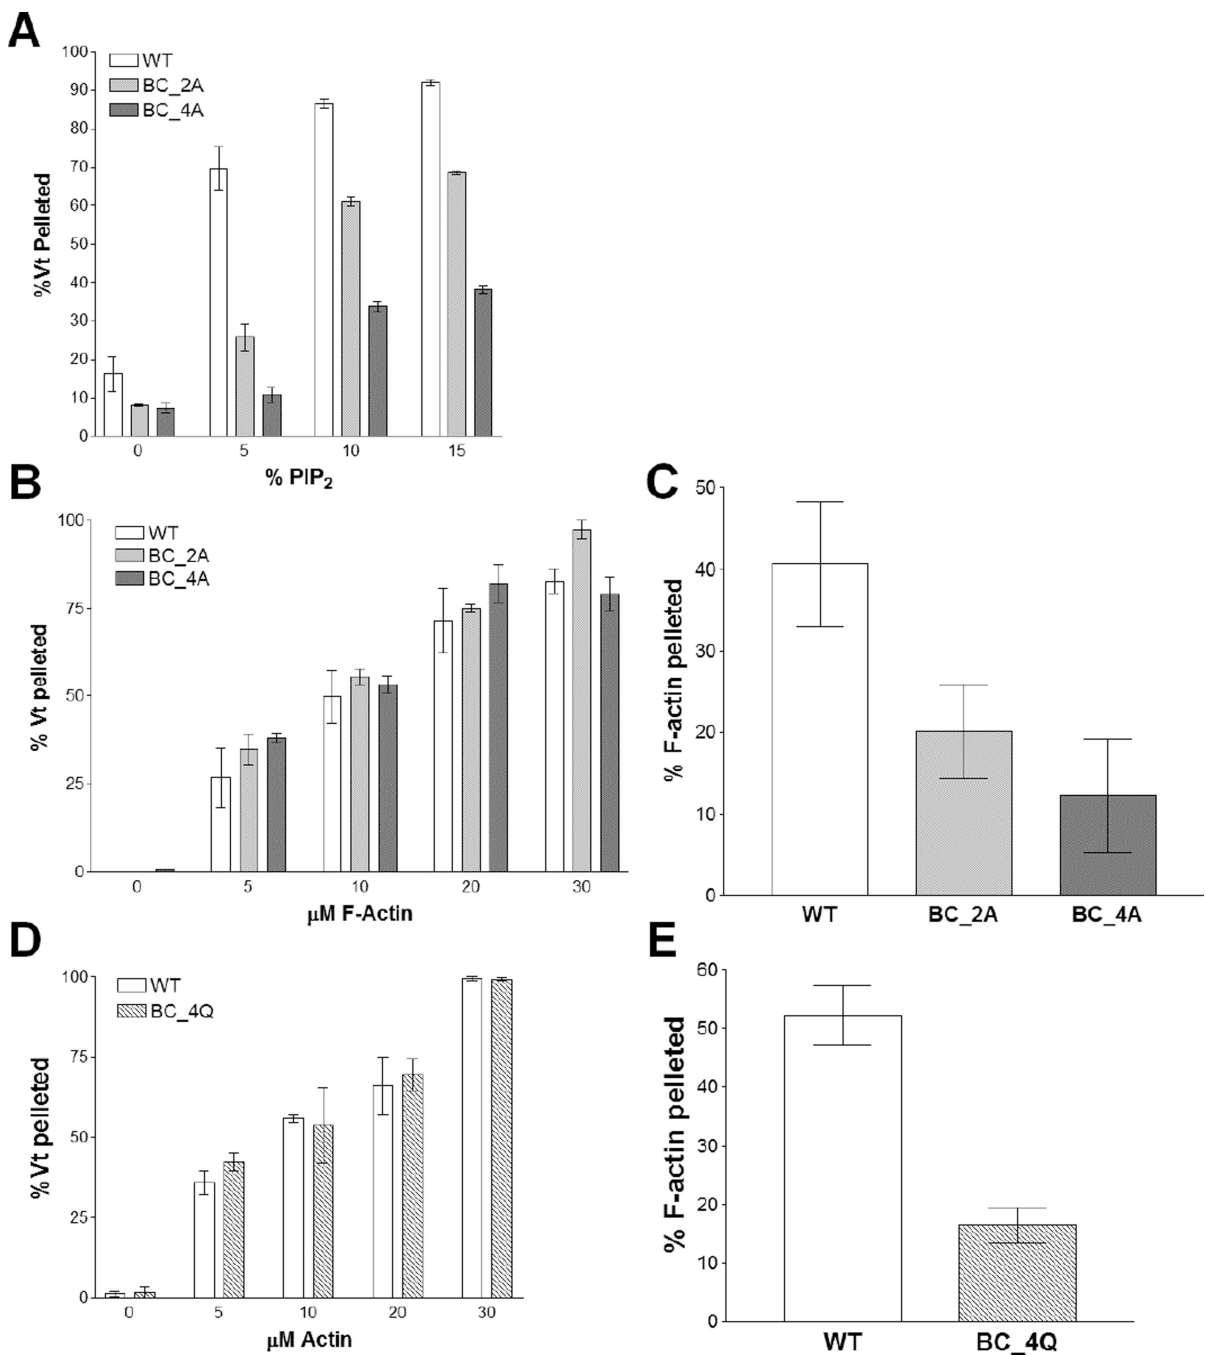 A
100
90
80
70
60
50
40
30
20
10
0
%Vt Pelleted
WT
BC_2A
BC_4A
0 5 10 15
% PIP2
B
100
75
50
25
0
% Vt pelleted
WT
BC_2A
BC_4A
0 5 10 20 30
µM F-Actin
C
50
40
30
20
10
0
% F-actin pelleted
WT BC_2A BC_4A
D
100
75
50
25
0
% Vt pelleted
WT
BC_4Q
0 5 10 20 30
µM Actin
E
60
50
40
30
20
10
0
% F-actin pelleted
WT BC_4Q